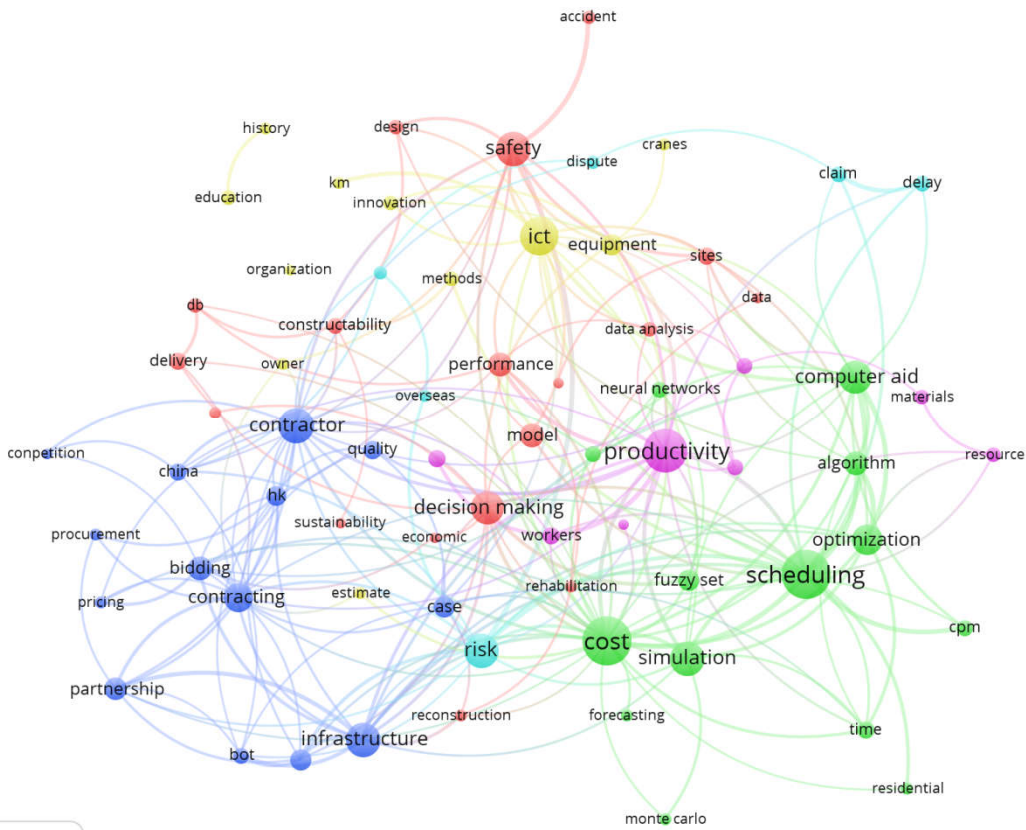 accident
history
design
safety
cranes
dispute
claim
delay
km
education
innovation
ict
equipment
sites
organization
methods
data
db
constructability
data analysis
delivery
owner
performance
computer aid
neural networks
overseas
materials
contractor
model
productivity
conpetition
quality
resource
china
algorithm
hk
decision making
sustainability
procurement
economic
workers
optimization
bidding
scheduling
pricing
contracting
estimate
case
rehabilitation
fuzzy set
cpm
risk
cost
simulation
partnership
reconstruction
forecasting
infrastructure
time
bot
residential
monte carlo